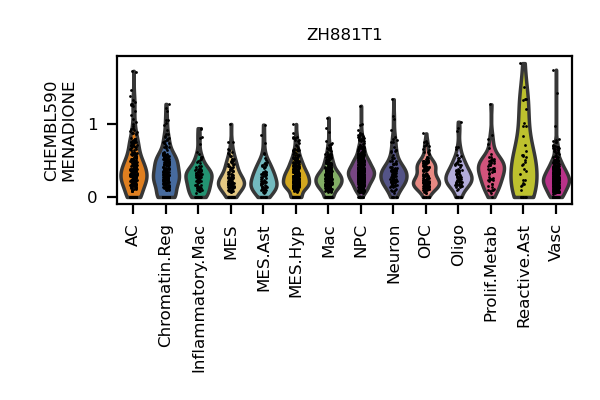 ZH881T1
CHEMBL590
MENADIONE
1
0
AC
Chromatin.Reg
Inflammatory.Mac
MES
MES.Ast
MES.Hyp
Mac
NPC
Neuron
OPC
Oligo
Prolif.Metab
Reactive.Ast
Vasc